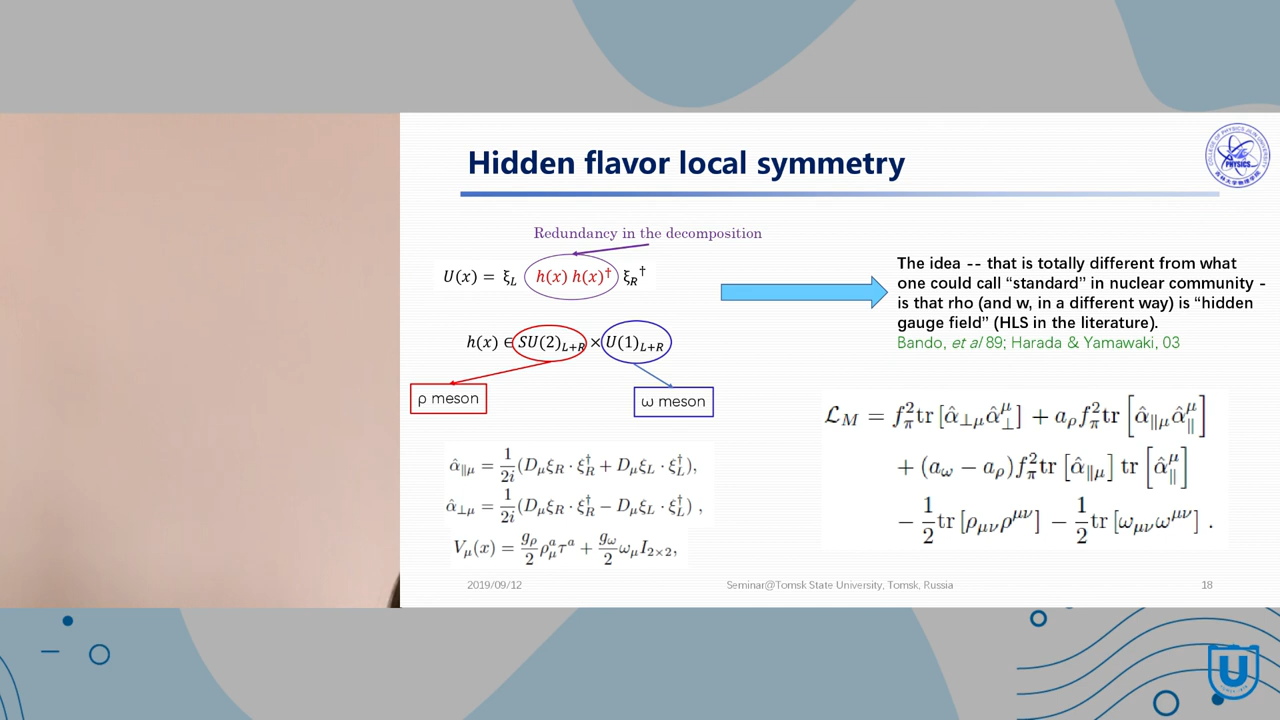 Hidden flavor local symmetry
Redundancy in the decomposition
U(x) = ξ_L h(x) h(x)† ξ_R†
h(x) ∈ SU(2)_{L+R} × U(1)_{L+R}
ρ meson
ω meson
α̂_{∥μ} = 1/2i (D_μ ξ_R · ξ_R† + D_μ ξ_L · ξ_L†),
α̂_{⊥μ} = 1/2i (D_μ ξ_R · ξ_R† − D_μ ξ_L · ξ_L†) ,
V_μ(x) = g_ρ/2 ρ_μ^a τ^a + g_ω/2 ω_μ I_{2×2},
The idea -- that is totally different from what
one could call “standard” in nuclear community -
is that rho (and w, in a different way) is “hidden
gauge field” (HLS in the literature).
Bando, et al 89; Harada & Yamawaki, 03
ℒ_M = f_π^2 tr [α̂_{⊥μ} α̂_⊥^μ] + a_ρ f_π^2 tr [α̂_{∥μ} α̂_∥^μ]
+ (a_ω − a_ρ) f_π^2 tr [α̂_{∥μ}] tr [α̂_∥^μ]
− 1/2 tr [ρ_{μν} ρ^{μν}] − 1/2 tr [ω_{μν} ω^{μν}] .
2019/09/12
Seminar@Tomsk State University, Tomsk, Russia
18
PHYSICS